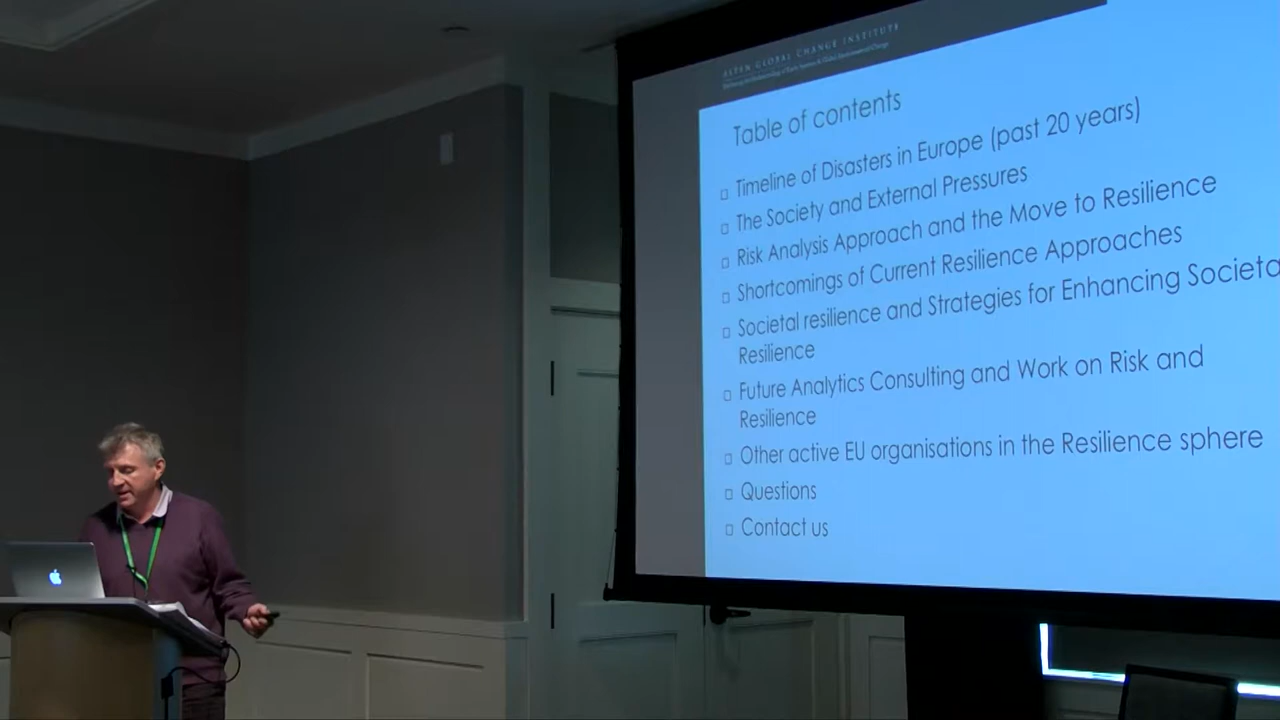 ASPEN GLOBAL CHANGE INSTITUTE
Table of contents
Timeline of Disasters in Europe (past 20 years)
The Society and External Pressures
Risk Analysis Approach and the Move to Resilience
Shortcomings of Current Resilience Approaches
Societal resilience and Strategies for Enhancing Societa
Resilience
Future Analytics Consulting and Work on Risk and
Resilience
Other active EU organisations in the Resilience sphere
Questions
Contact us